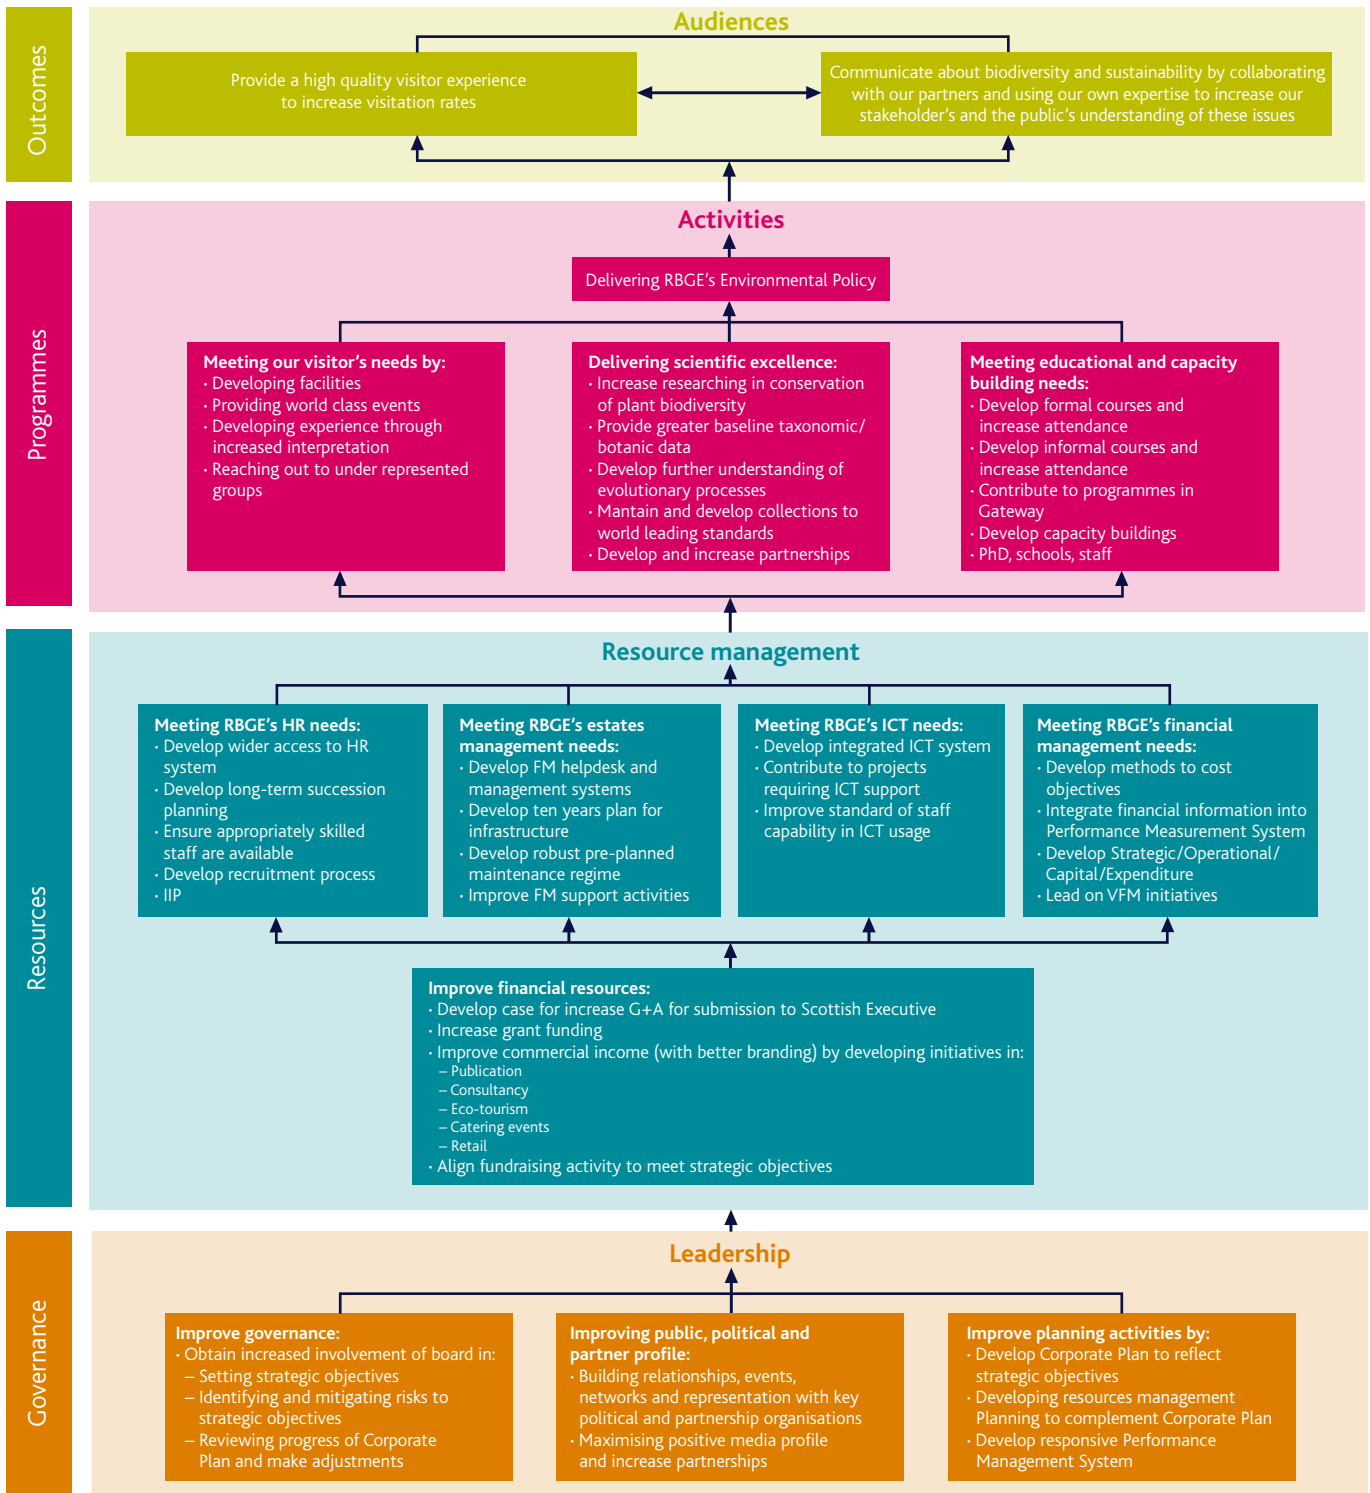 Outcomes
Audiences
Provide a high quality visitor experience
to increase visitation rates
Communicate about biodiversity and sustainability by collaborating
with our partners and using our own expertise to increase our
stakeholder's and the public's understanding of these issues
Programmes
Activities
Delivering RBGE's Environmental Policy
Meeting our visitor's needs by:
· Developing facilities
· Providing world class events
· Developing experience through
increased interpretation
· Reaching out to under represented
groups
Delivering scientific excellence:
· Increase researching in conservation
of plant biodiversity
· Provide greater baseline taxonomic/
botanic data
· Develop further understanding of
evolutionary processes
· Mantain and develop collections to
world leading standards
· Develop and increase partnerships
Meeting educational and capacity
building needs:
· Develop formal courses and
increase attendance
· Develop informal courses and
increase attendance
· Contribute to programmes in
Gateway
· Develop capacity buildings
· PhD, schools, staff
Resources
Resource management
Meeting RBGE's HR needs:
· Develop wider access to HR
system
· Develop long-term succession
planning
· Ensure appropriately skilled
staff are available
· Develop recruitment process
· IIP
Meeting RBGE's estates
management needs:
· Develop FM helpdesk and
management systems
· Develop ten years plan for
infrastructure
· Develop robust pre-planned
maintenance regime
· Improve FM support activities
Meeting RBGE's ICT needs:
· Develop integrated ICT system
· Contribute to projects
requiring ICT support
· Improve standard of staff
capability in ICT usage
Meeting RBGE's financial
management needs:
· Develop methods to cost
objectives
· Integrate financial information into
Performance Measurement System
· Develop Strategic/Operational/
Capital/Expenditure
· Lead on VFM initiatives
Improve financial resources:
· Develop case for increase G+A for submission to Scottish Executive
· Increase grant funding
· Improve commercial income (with better branding) by developing initiatives in:
– Publication
– Consultancy
– Eco-tourism
– Catering events
– Retail
· Align fundraising activity to meet strategic objectives
Governance
Leadership
Improve governance:
· Obtain increased involvement of board in:
– Setting strategic objectives
– Identifying and mitigating risks to
strategic objectives
– Reviewing progress of Corporate
Plan and make adjustments
Improving public, political and
partner profile:
· Building relationships, events,
networks and representation with key
political and partnership organisations
· Maximising positive media profile
and increase partnerships
Improve planning activities by:
· Develop Corporate Plan to reflect
strategic objectives
· Developing resources management
Planning to complement Corporate Plan
· Develop responsive Performance
Management System